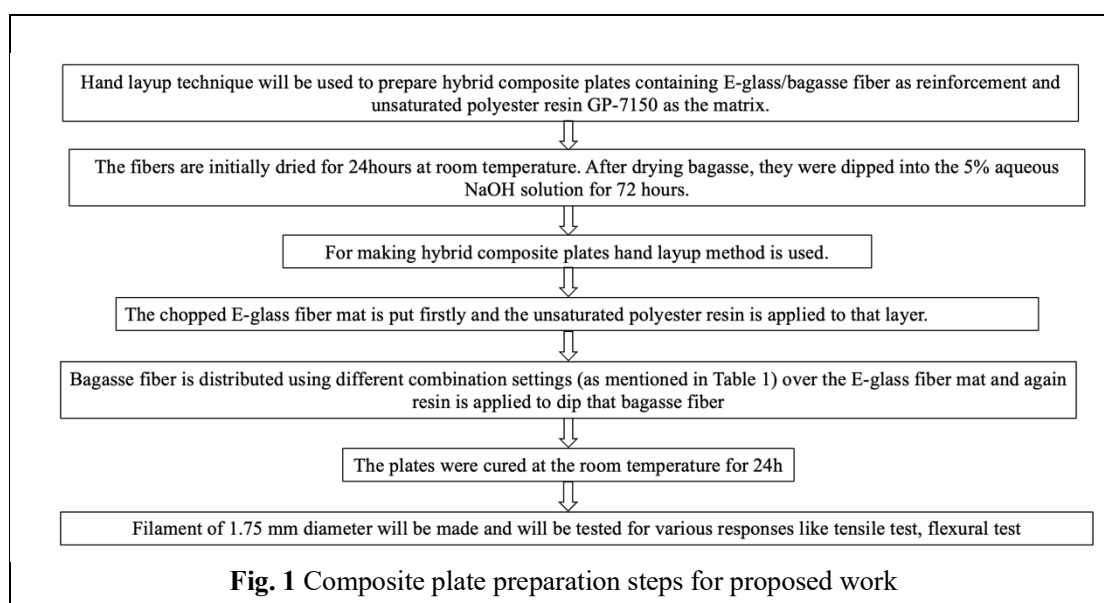 Hand layup technique will be used to prepare hybrid composite plates containing E-glass/bagasse fiber as reinforcement and
unsaturated polyester resin GP-7150 as the matrix.
The fibers are initially dried for 24hours at room temperature. After drying bagasse, they were dipped into the 5% aqueous
NaOH solution for 72 hours.
For making hybrid composite plates hand layup method is used.
The chopped E-glass fiber mat is put firstly and the unsaturated polyester resin is applied to that layer.
Bagasse fiber is distributed using different combination settings (as mentioned in Table 1) over the E-glass fiber mat and again
resin is applied to dip that bagasse fiber
The plates were cured at the room temperature for 24h
Filament of 1.75 mm diameter will be made and will be tested for various responses like tensile test, flexural test
Fig. 1 Composite plate preparation steps for proposed work